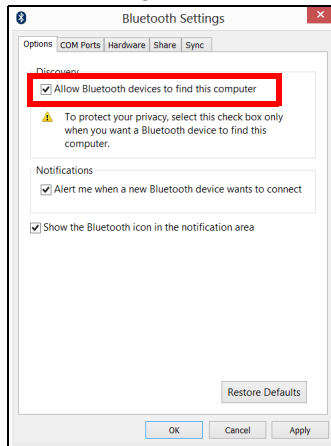 Bluetooth Settings
Options COM Ports Hardware Share Sync
Discovery
Allow Bluetooth devices to find this computer
To protect your privacy, select this check box only
when you want a Bluetooth device to find this
computer.
Notifications
Alert me when a new Bluetooth device wants to connect
Show the Bluetooth icon in the notification area
Restore Defaults
OK Cancel Apply